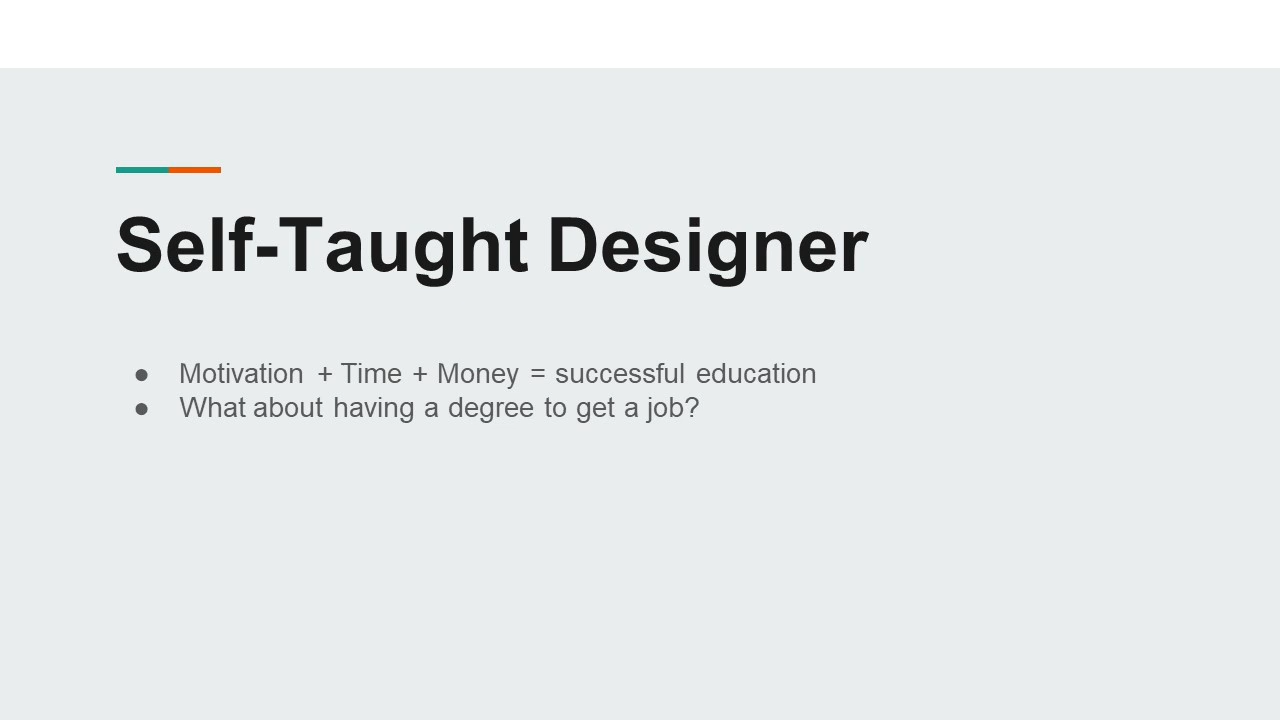 Self-Taught Designer
● Motivation + Time + Money = successful education
● What about having a degree to get a job?